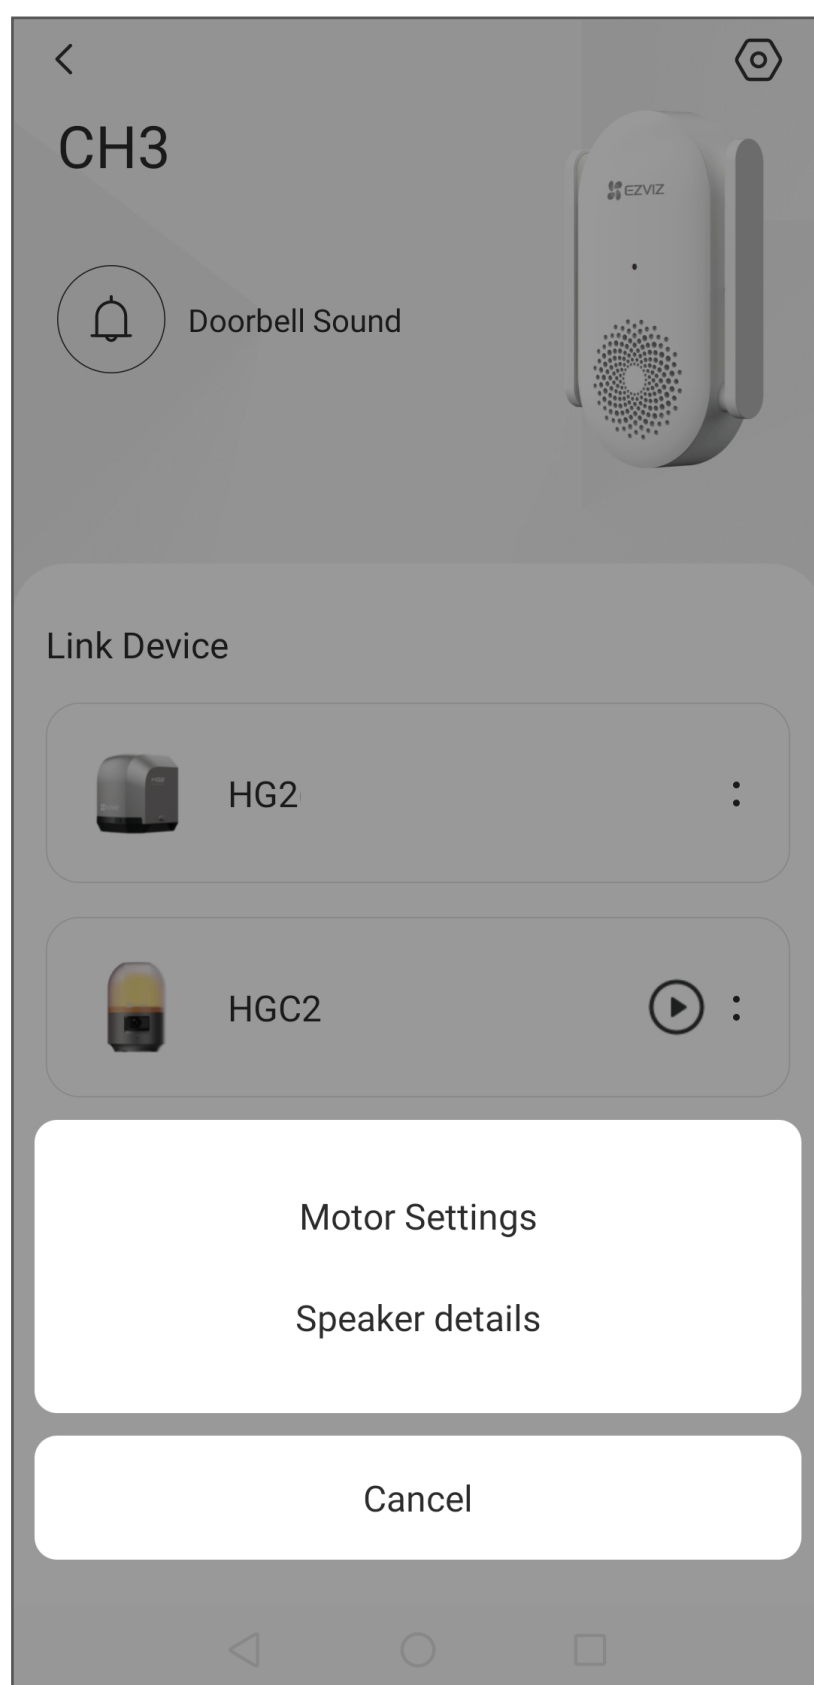 CH3
EZVIZ
Doorbell Sound
Link Device
HG2
HGC2
Motor Settings
Speaker details
Cancel